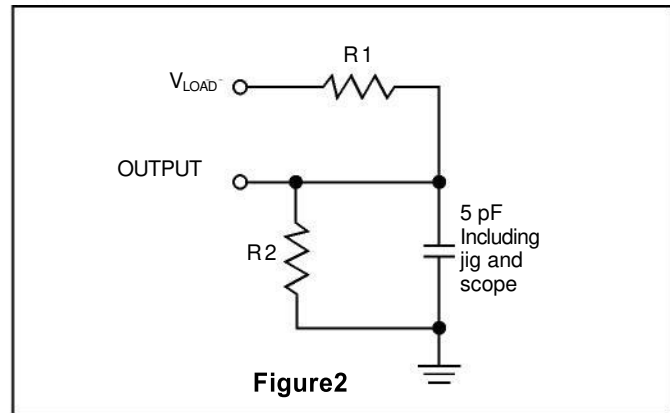 R1
VLOAD
OUTPUT
R2
5 pF
Including
jig and
scope
Figure2